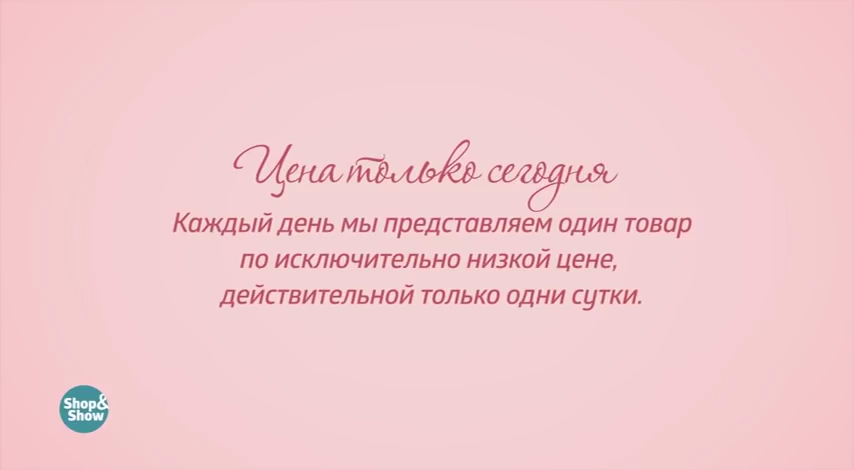 Цена только сегодня
Каждый день мы представляем один товар
по исключительно низкой цене,
действительной только одни сутки.
Shop&
Show